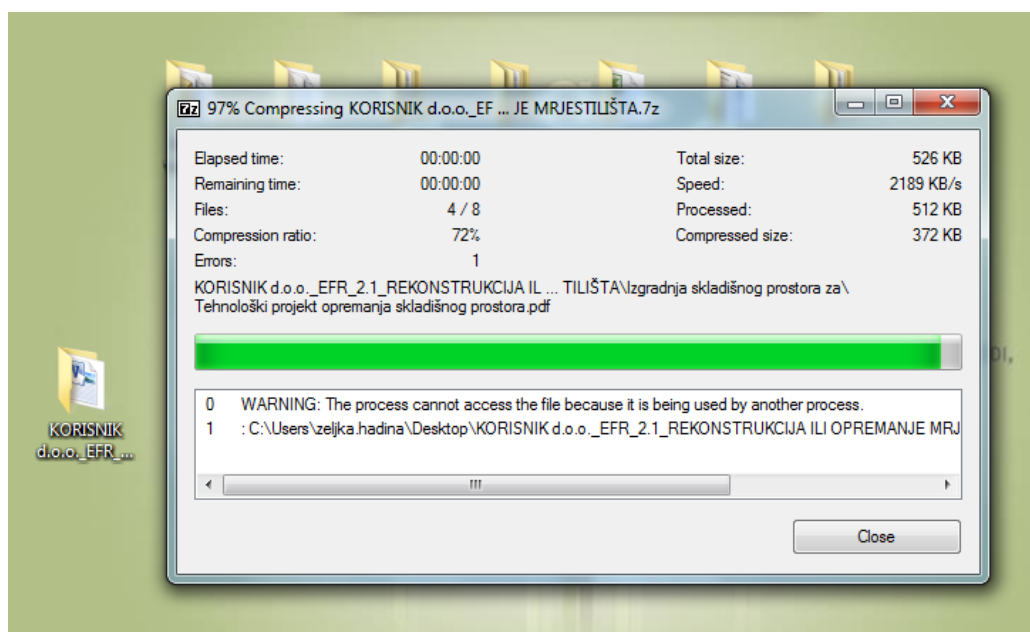 97% Compressing KORISNIK d.o.o._EF ... JE MRJESTILIŠTA.7z
Elapsed time: 00:00:00 Total size: 526 KB
Remaining time: 00:00:00 Speed: 2189 KB/s
Files: 4 / 8 Processed: 512 KB
Compression ratio: 72% Compressed size: 372 KB
Errors: 1
KORISNIK d.o.o._EFR_2.1_REKONSTRUKCIJA IL ... TILIŠTA\Izgradnja skladišnog prostora za\
Tehnološki projekt opremanja skladišnog prostora.pdf
DI,
0 WARNING: The process cannot access the file because it is being used by another process.
1 : C:\Users\zeljka.hadina\Desktop\KORISNIK d.o.o._EFR_2.1_REKONSTRUKCIJA ILI OPREMANJE MRJ
KORISNIK
d.o.o._EFR_...
Close